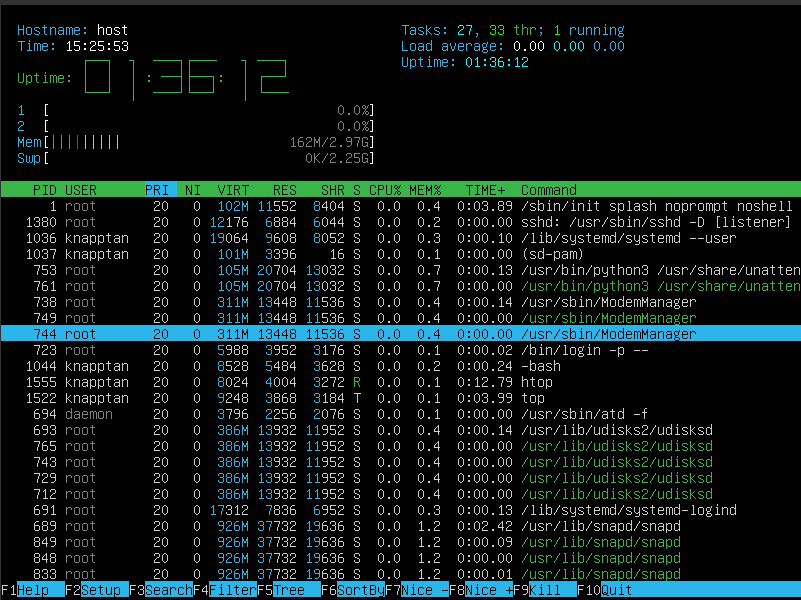 Hostname: host
Time: 15:25:53
Uptime: 01:36:12
Tasks: 27, 33 thr; 1 running
Load average: 0.00 0.00 0.00
Uptime: 01:36:12
1 [ 0.0%]
2 [ 0.0%]
Mem[||||||||| 162M/2.97G]
Swp[ 0K/2.25G]
PID USER PRI NI VIRT RES SHR S CPU% MEM% TIME+ Command
1 root 20 0 102M 11552 8404 S 0.0 0.4 0:03.89 /sbin/init splash noprompt noshell
1380 root 20 0 12176 6884 6044 S 0.0 0.2 0:00.00 sshd: /usr/sbin/sshd -D [listener]
1036 knapptan 20 0 19064 9608 8052 S 0.0 0.3 0:00.10 /lib/systemd/systemd --user
1037 knapptan 20 0 101M 3396 16 S 0.0 0.1 0:00.00 (sd-pam)
753 root 20 0 105M 20704 13032 S 0.0 0.7 0:00.13 /usr/bin/python3 /usr/share/unatten
761 root 20 0 105M 20704 13032 S 0.0 0.7 0:00.00 /usr/bin/python3 /usr/share/unatten
738 root 20 0 311M 13448 11536 S 0.0 0.4 0:00.14 /usr/sbin/ModemManager
749 root 20 0 311M 13448 11536 S 0.0 0.4 0:00.00 /usr/sbin/ModemManager
744 root 20 0 311M 13448 11536 S 0.0 0.4 0:00.00 /usr/sbin/ModemManager
723 root 20 0 5988 3952 3176 S 0.0 0.1 0:00.02 /bin/login -p --
1044 knapptan 20 0 8528 5484 3628 S 0.0 0.2 0:00.24 -bash
1555 knapptan 20 0 8024 4004 3272 R 0.0 0.1 0:12.79 htop
1522 knapptan 20 0 9248 3868 3184 T 0.0 0.1 0:03.99 top
694 daemon 20 0 3796 2256 2076 S 0.0 0.1 0:00.00 /usr/sbin/atd -f
693 root 20 0 386M 13932 11952 S 0.0 0.4 0:00.14 /usr/lib/udisks2/udisksd
765 root 20 0 386M 13932 11952 S 0.0 0.4 0:00.00 /usr/lib/udisks2/udisksd
743 root 20 0 386M 13932 11952 S 0.0 0.4 0:00.00 /usr/lib/udisks2/udisksd
729 root 20 0 386M 13932 11952 S 0.0 0.4 0:00.00 /usr/lib/udisks2/udisksd
712 root 20 0 386M 13932 11952 S 0.0 0.4 0:00.00 /usr/lib/udisks2/udisksd
691 root 20 0 17312 7836 6952 S 0.0 0.3 0:00.13 /lib/systemd/systemd-logind
689 root 20 0 926M 37732 19636 S 0.0 1.2 0:02.42 /usr/lib/snapd/snapd
849 root 20 0 926M 37732 19636 S 0.0 1.2 0:00.09 /usr/lib/snapd/snapd
848 root 20 0 926M 37732 19636 S 0.0 1.2 0:00.00 /usr/lib/snapd/snapd
833 root 20 0 926M 37732 19636 S 0.0 1.2 0:00.01 /usr/lib/snapd/snapd
F1Help F2Setup F3SearchF4FilterF5Tree F6SortByF7Nice -F8Nice +F9Kill F10Quit